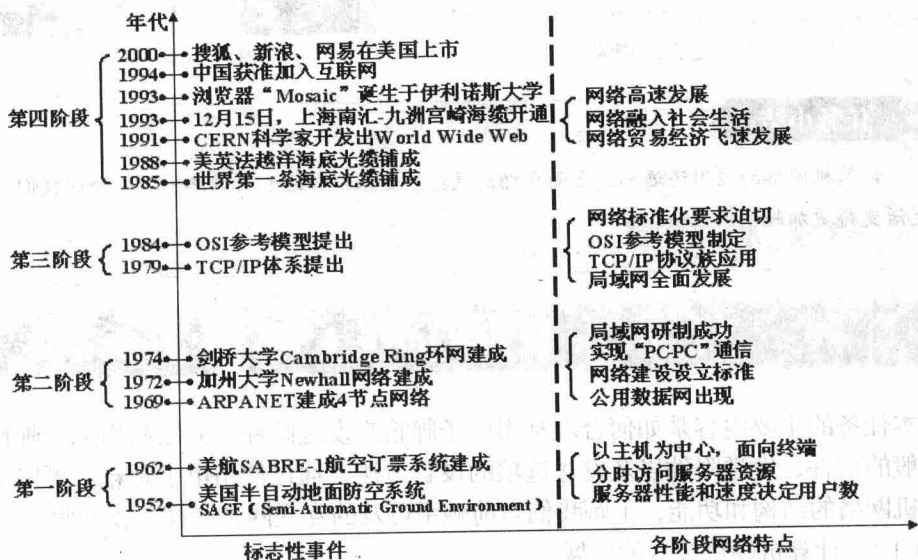 年代
第四阶段
2000 搜狐、新浪、网易在美国上市
1994 中国获准加入互联网
1993 浏览器“Mosaic”诞生于伊利诺斯大学
1993 12月15日，上海南汇-九洲宫崎海缆开通
1991 CERN科学家开发出World Wide Web
1988 美英法越洋海底光缆铺成
1985 世界第一条海底光缆铺成
网络高速发展
网络融入社会生活
网络贸易经济飞速发展
第三阶段
1984 OSI参考模型提出
1979 TCP/IP体系提出
网络标准化要求迫切
OSI参考模型制定
TCP/IP协议族应用
局域网全面发展
第二阶段
1974 剑桥大学Cambridge Ring环网建成
1972 加州大学Newhall网络建成
1969 ARPANET建成4节点网络
局域网研制成功
实现“PC-PC”通信
网络建设设立标准
公用数据网出现
第一阶段
1962 美航SABRE-1航空订票系统建成
1952 美国半自动地面防空系统
SAGE（Semi-Automatic Ground Environment）
以主机为中心，面向终端
分时访问服务器资源
服务器性能和速度决定用户数
标志性事件
各阶段网络特点